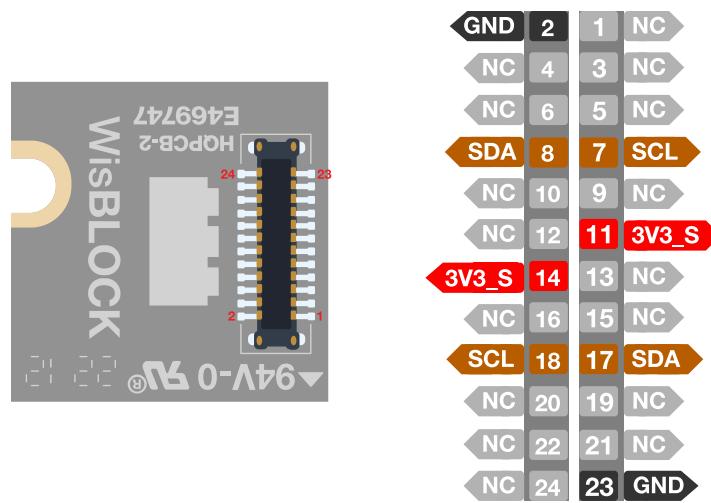 GND 2 1 NC
NC 4 3 NC
NC 6 5 NC
SDA 8 7 SCL
NC 10 9 NC
NC 12 11 3V3_S
3V3_S 14 13 NC
NC 16 15 NC
SCL 18 17 SDA
NC 20 19 NC
NC 22 21 NC
NC 24 23 GND
E469747
HQPCB-2
WisBLOCK
24 23
2 1
21 22
94V-0
®